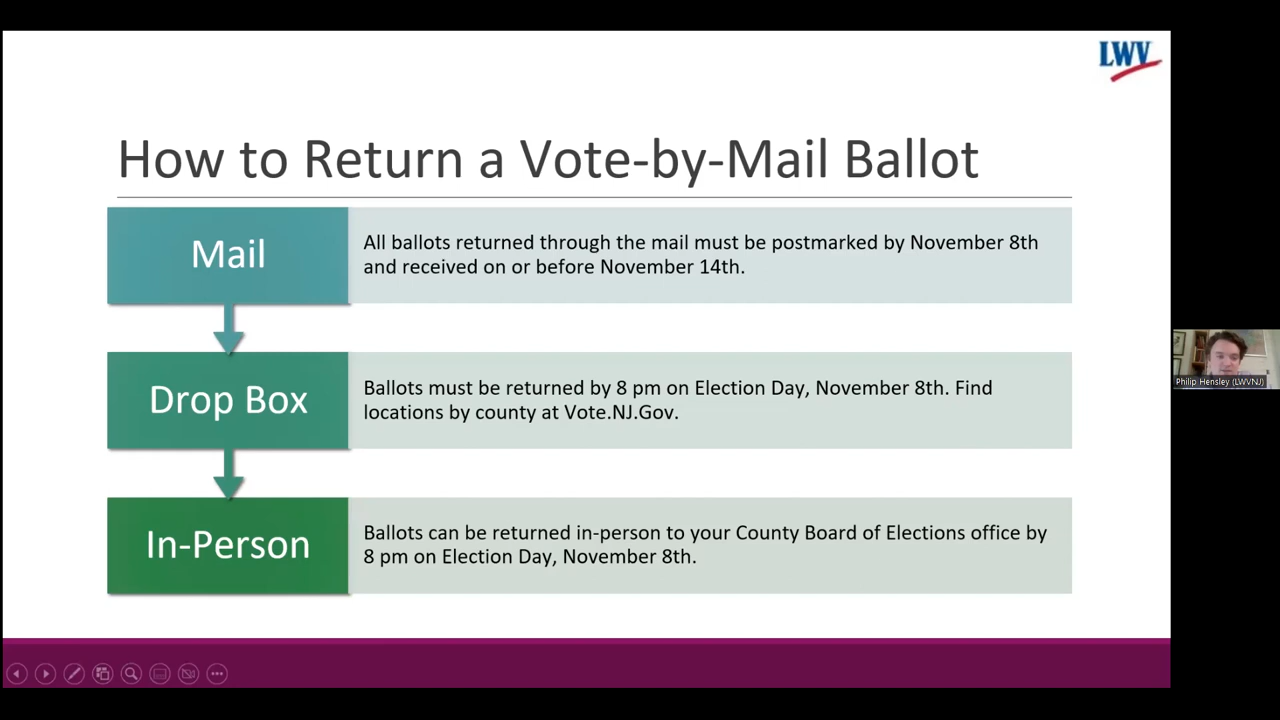 LWV
How to Return a Vote-by-Mail Ballot
Mail
All ballots returned through the mail must be postmarked by November 8th
and received on or before November 14th.
Drop Box
Ballots must be returned by 8 pm on Election Day, November 8th. Find
locations by county at Vote.NJ.Gov.
In-Person
Ballots can be returned in-person to your County Board of Elections office by
8 pm on Election Day, November 8th.
Philip Hensley (LWVNJ)